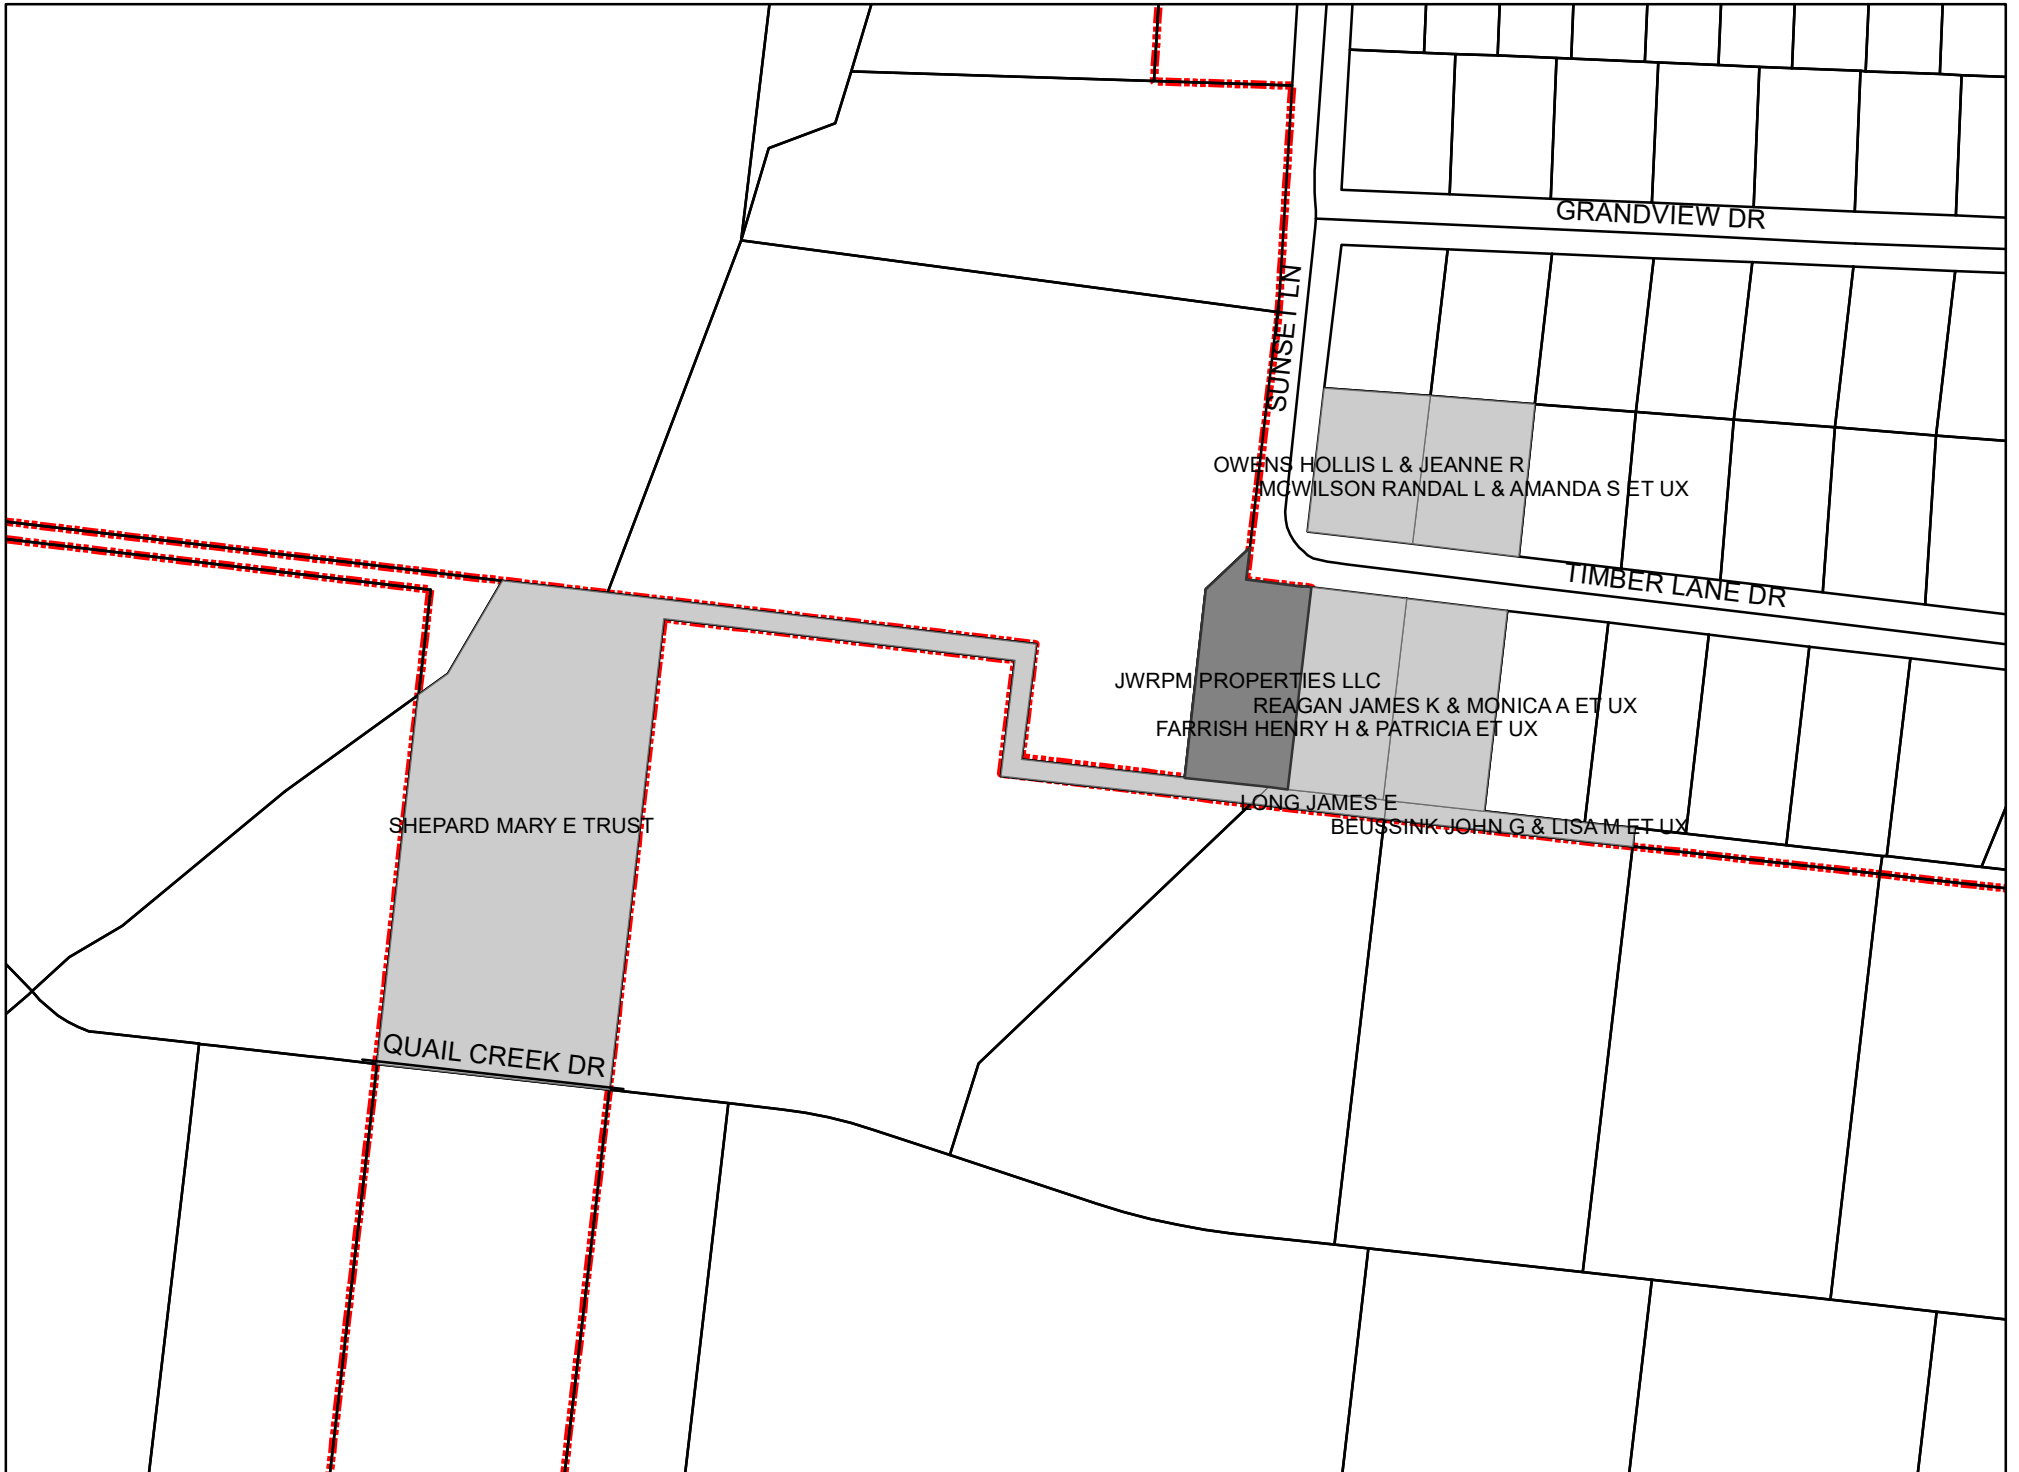 GRANDVIEW DR
SUNSET LN
OWENS HOLLIS L & JEANNE R
MCWILSON RANDAL L & AMANDA S ET UX
TIMBER LANE DR
JWRPM PROPERTIES LLC
REAGAN JAMES K & MONICA A ET UX
FARRISH HENRY H & PATRICIA ET UX
LONG JAMES E
BEUSSINK JOHN G & LISA M ET UX
SHEPARD MARY E TRUST
QUAIL CREEK DR